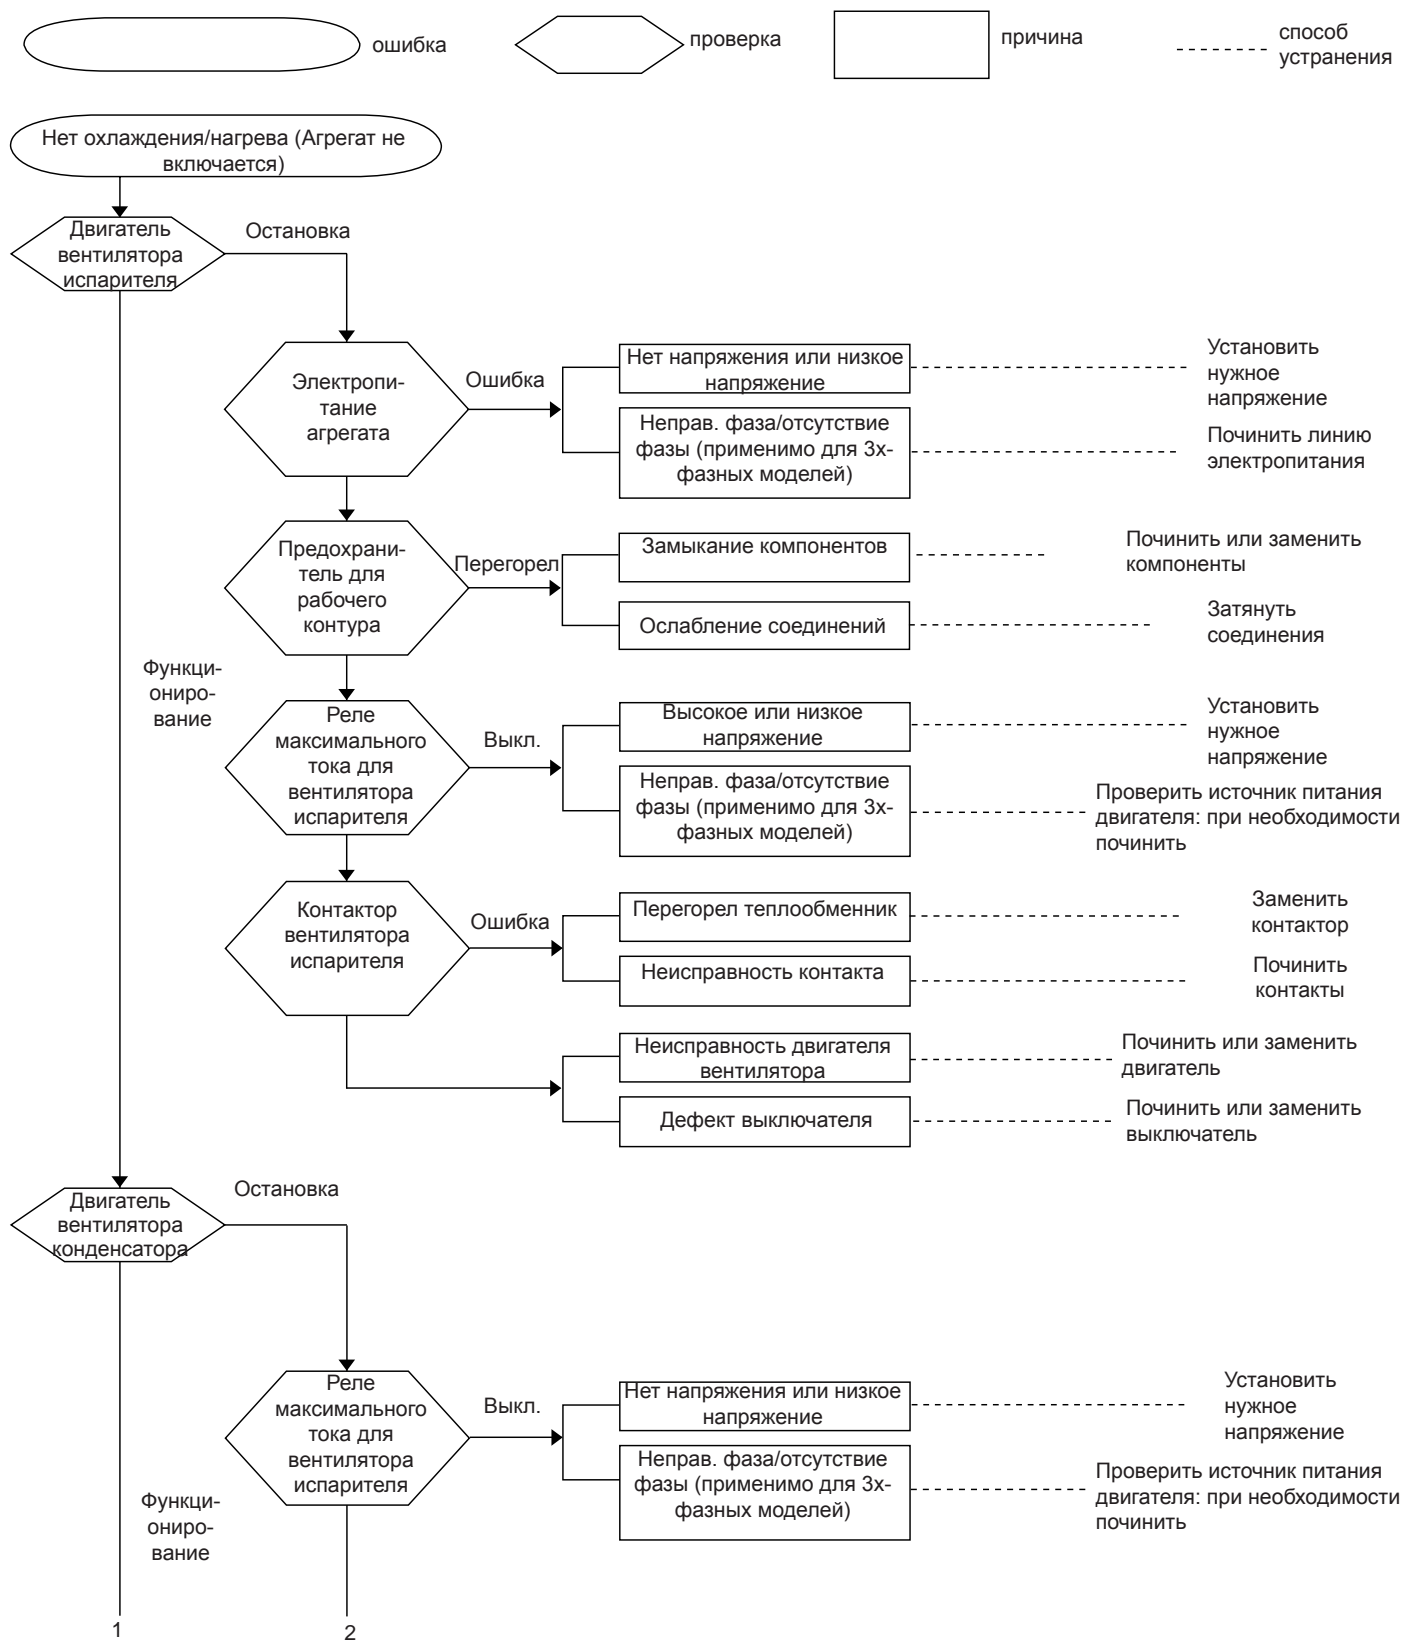 ошибка
проверка
причина
способ
устранения
Нет охлаждения/нагрева (Агрегат не
включается)
Двигатель
вентилятора
испарителя
Остановка
Электропи-
тание
агрегата
Ошибка
Нет напряжения или низкое
напряжение
Установить
нужное
напряжение
Неправ. фаза/отсутствие
фазы (применимо для 3х-
фазных моделей)
Починить линию
электропитания
Предохрани-
тель для
рабочего
контура
Перегорел
Замыкание компонентов
Починить или заменить
компоненты
Ослабление соединений
Затянуть
соединения
Функци-
ониро-
вание
Реле
максимального
тока для
вентилятора
испарителя
Выкл.
Высокое или низкое
напряжение
Установить
нужное
напряжение
Неправ. фаза/отсутствие
фазы (применимо для 3х-
фазных моделей)
Проверить источник питания
двигателя: при необходимости
починить
Контактор
вентилятора
испарителя
Ошибка
Перегорел теплообменник
Заменить
контактор
Неисправность контакта
Починить
контакты
Неисправность двигателя
вентилятора
Починить или заменить
двигатель
Дефект выключателя
Починить или заменить
выключатель
Двигатель
вентилятора
конденсатора
Остановка
Реле
максимального
тока для
вентилятора
испарителя
Выкл.
Нет напряжения или низкое
напряжение
Установить
нужное
напряжение
Неправ. фаза/отсутствие
фазы (применимо для 3х-
фазных моделей)
Проверить источник питания
двигателя: при необходимости
починить
Функци-
ониро-
вание
1
2